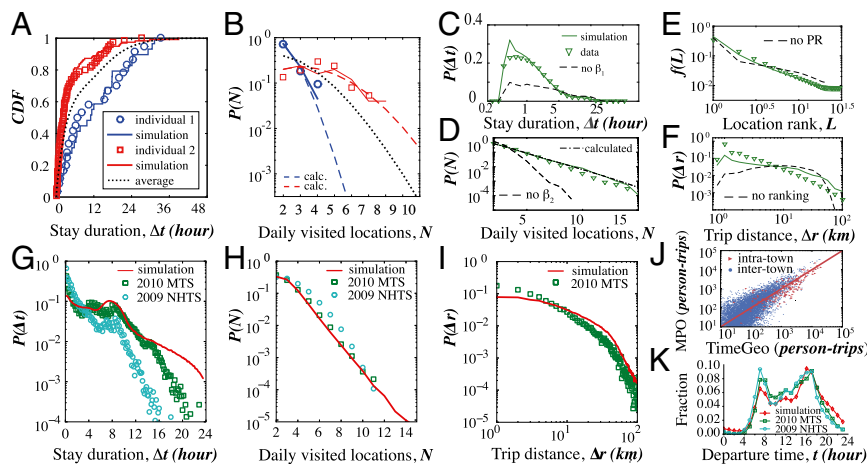 A
CDF
1
0.8
0.6
0.4
0.2
0
0 12 24 36 48
Stay duration, Δt (hour)
individual 1
simulation
individual 2
simulation
average
B
P(N)
10^0
10^-1
10^-2
10^-3
2 3 4 5 6 7 8 9 10
Daily visited locations, N
calc.
calc.
C
P(Δt)
0.4
0.2
0
0.2 1 5 25
Stay duration, Δt (hour)
simulation
data
no β1
D
P(N)
10^0
10^-2
10^-4
5 10 15
Daily visited locations, N
calculated
no β2
E
f(L)
10^0
10^-2
10^0 10^0.5 10^1 10^1.5
Location rank, L
no PR
F
P(Δr)
10^0
10^-1
10^-2
10^-3
10^0 10^1 10^2
Trip distance, Δr (km)
no ranking
G
P(Δt)
10^0
10^-1
10^-2
10^-3
10^-4
0 4 8 12 16 20 24
Stay duration, Δt (hour)
simulation
2010 MTS
2009 NHTS
H
P(N)
10^0
10^-1
10^-2
10^-3
10^-4
10^-5
2 4 6 8 10 12 14
Daily visited locations, N
simulation
2010 MTS
2009 NHTS
I
P(Δr)
10^0
10^-1
10^-2
10^-3
10^-4
10^-5
10^0 10^1 10^2
Trip distance, Δr (km)
simulation
2010 MTS
J
MPO (person-trips)
10^5
10^4
10^3
10^2
10^1
10^1 10^2 10^3 10^4 10^5
TimeGeo (person-trips)
intra-town
inter-town
K
Fraction
0.10
0.08
0.06
0.04
0.02
0.00
0 4 8 12 16 20 24
Departure time, t (hour)
simulation
2010 MTS
2009 NHTS